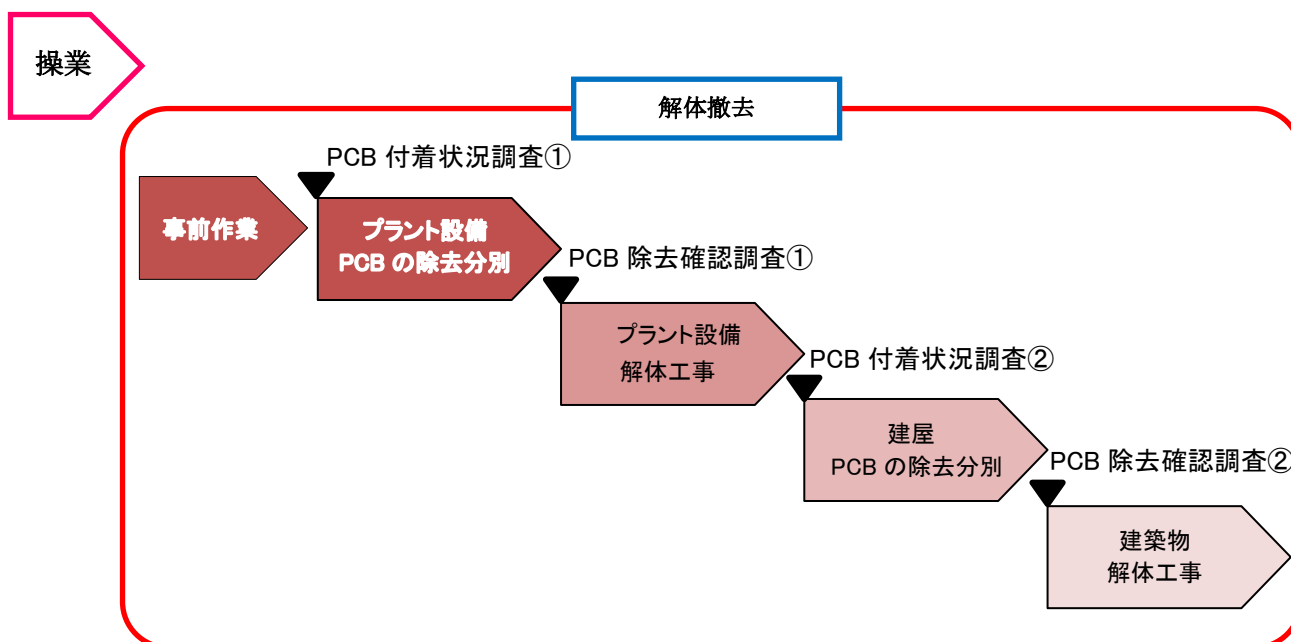 操業
解体撤去
PCB 付着状況調査①
事前作業
プラント設備
PCB の除去分別
PCB 除去確認調査①
プラント設備
解体工事
PCB 付着状況調査②
建屋
PCB の除去分別
PCB 除去確認調査②
建築物
解体工事